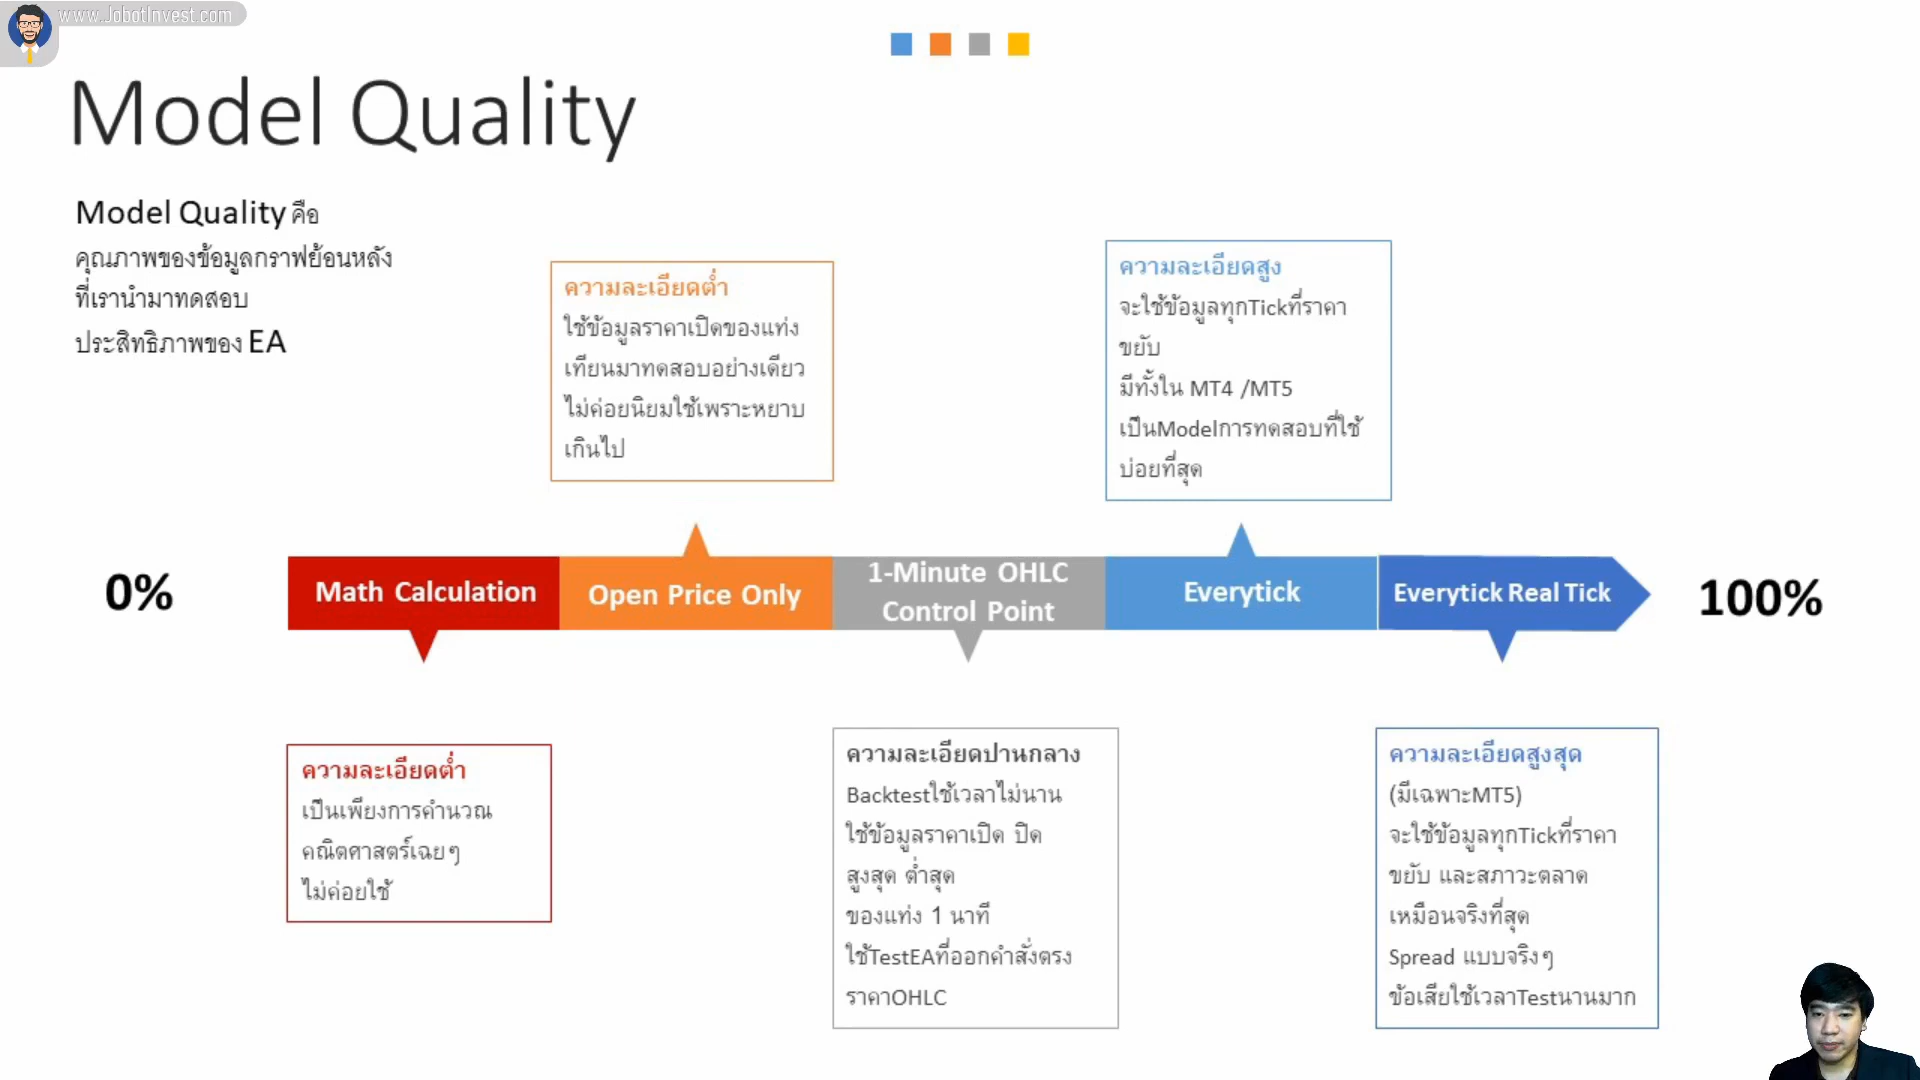 www.JobotInvest.com
Model Quality
Model Quality คือ
คุณภาพของข้อมูลกราฟย้อนหลัง
ที่เรานำมาทดสอบ
ประสิทธิภาพของ EA
ความละเอียดต่ำ
ใช้ข้อมูลราคาเปิดของแท่ง
เทียนมาทดสอบอย่างเดียว
ไม่ค่อยนิยมใช้เพราะหยาบ
เกินไป
ความละเอียดสูง
จะใช้ข้อมูลทุกTickที่ราคา
ขยับ
มีทั้งใน MT4 /MT5
เป็นModelการทดสอบที่ใช้
บ่อยที่สุด
0%
Math Calculation
Open Price Only
1-Minute OHLC
Control Point
Everytick
Everytick Real Tick
100%
ความละเอียดต่ำ
เป็นเพียงการคำนวณ
คณิตศาสตร์เฉยๆ
ไม่ค่อยใช้
ความละเอียดปานกลาง
Backtestใช้เวลาไม่นาน
ใช้ข้อมูลราคาเปิด ปิด
สูงสุด ต่ำสุด
ของแท่ง 1 นาที
ใช้TestEAที่ออกคำสั่งตรง
ราคาOHLC
ความละเอียดสูงสุด
(มีเฉพาะMT5)
จะใช้ข้อมูลทุกTickที่ราคา
ขยับ และสภาวะตลาด
เหมือนจริงที่สุด
Spread แบบจริงๆ
ข้อเสียใช้เวลาTestนานมาก